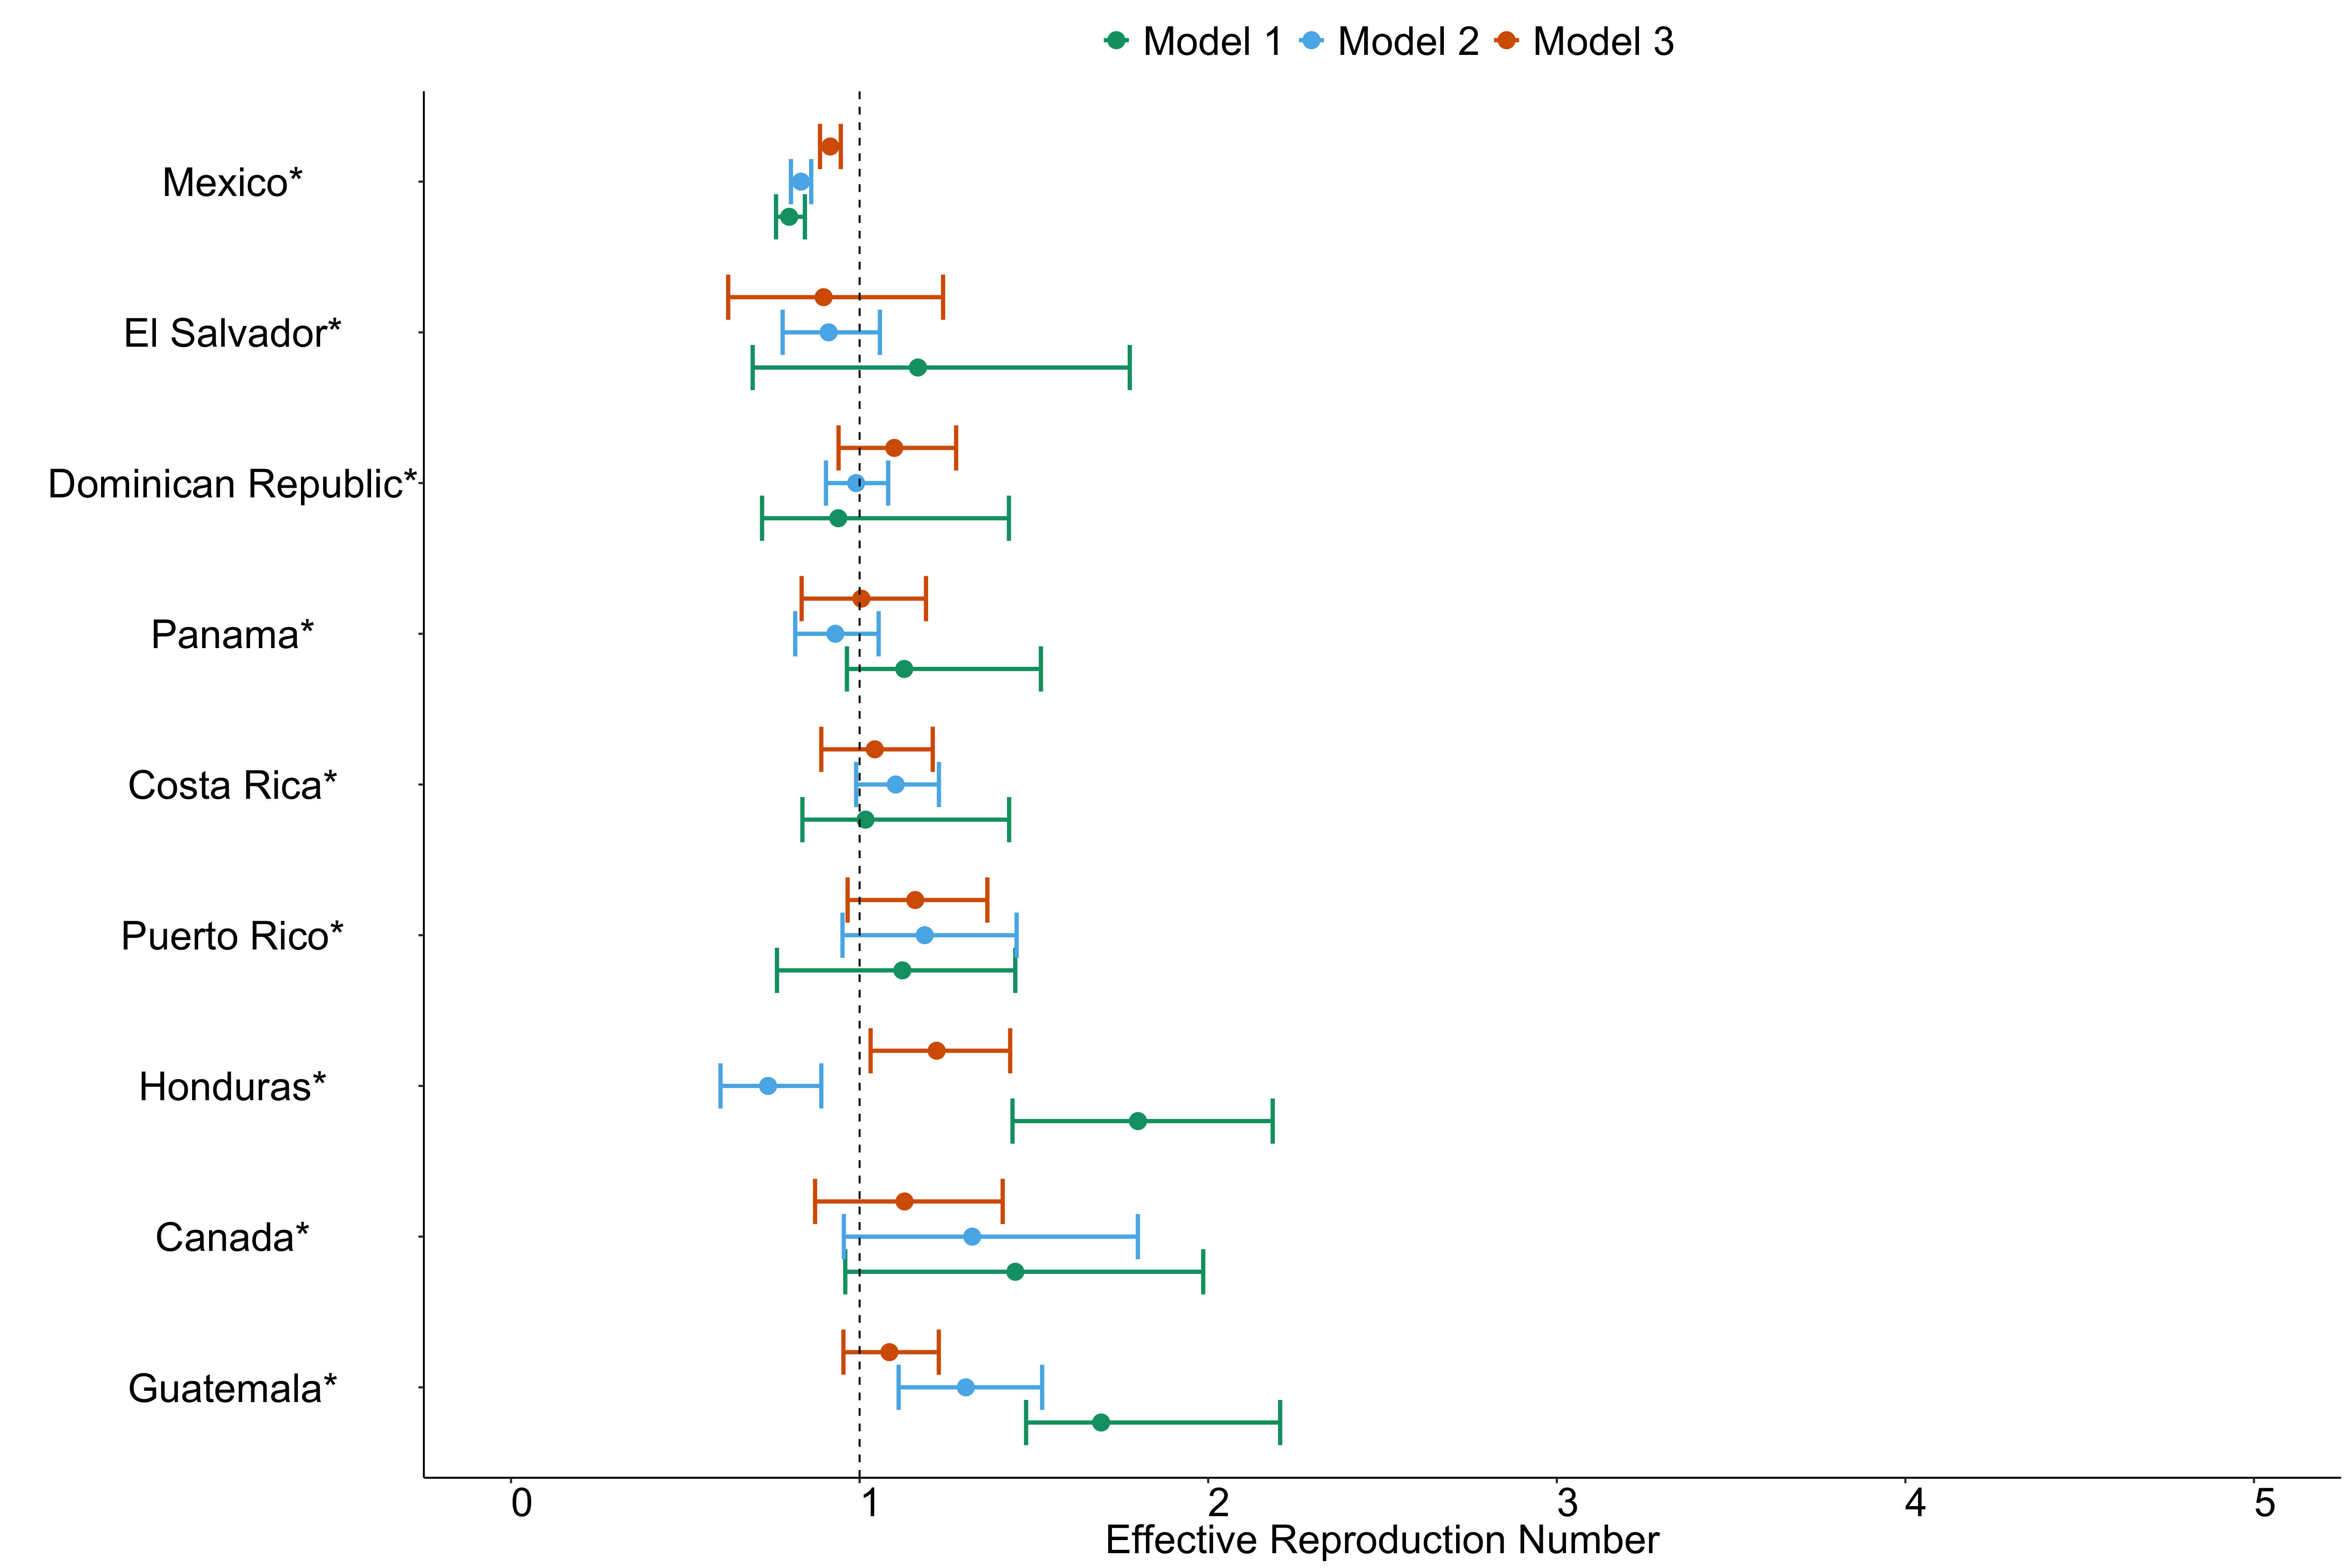 Model 1 Model 2 Model 3
Mexico*
El Salvador*
Dominican Republic*
Panama*
Costa Rica*
Puerto Rico*
Honduras*
Canada*
Guatemala*
0 1 2 3 4 5
Effective Reproduction Number